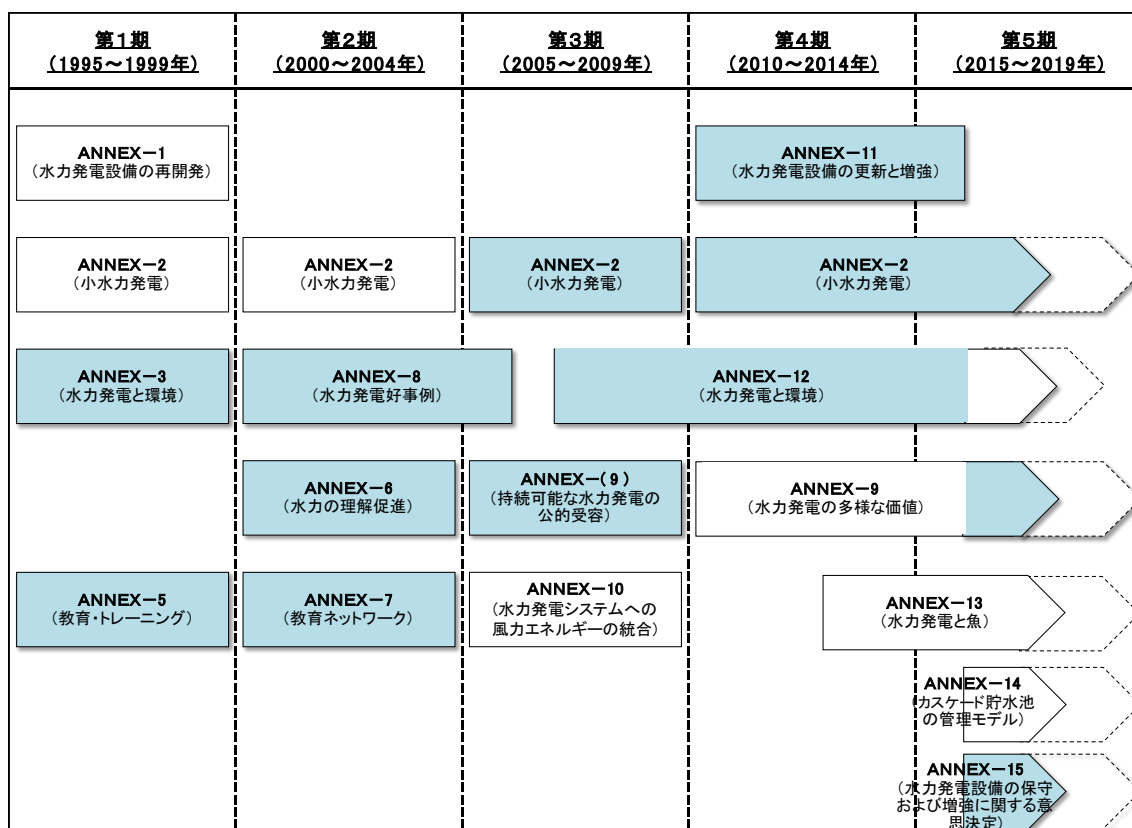 第1期
(1995～1999年)
第2期
(2000～2004年)
第3期
(2005～2009年)
第4期
(2010～2014年)
第5期
(2015～2019年)
ANNEX－1
(水力発電設備の再開発)
ANNEX－11
(水力発電設備の更新と増強)
ANNEX－2
(小水力発電)
ANNEX－2
(小水力発電)
ANNEX－2
(小水力発電)
ANNEX－2
(小水力発電)
ANNEX－3
(水力発電と環境)
ANNEX－8
(水力発電好事例)
ANNEX－12
(水力発電と環境)
ANNEX－6
(水力の理解促進)
ANNEX－(9)
(持続可能な水力発電の
公的受容)
ANNEX－9
(水力発電の多様な価値)
ANNEX－5
(教育・トレーニング)
ANNEX－7
(教育ネットワーク)
ANNEX－10
(水力発電システムへの
風力エネルギーの統合)
ANNEX－13
(水力発電と魚)
ANNEX－14
(カスケード貯水池
の管理モデル)
ANNEX－15
(水力発電設備の保守
および増強に関する意
思決定)